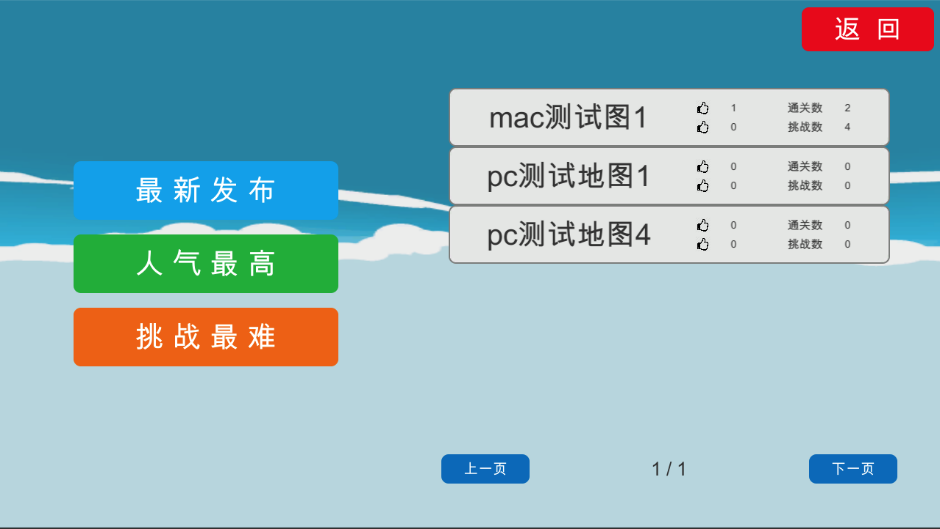 返 回
mac测试图1 1 通关数 2
0 挑战数 4
pc测试地图1 0 通关数 0
0 挑战数 0
pc测试地图4 0 通关数 0
0 挑战数 0
最新发布
人气最高
挑战最难
上一页 1 / 1 下一页